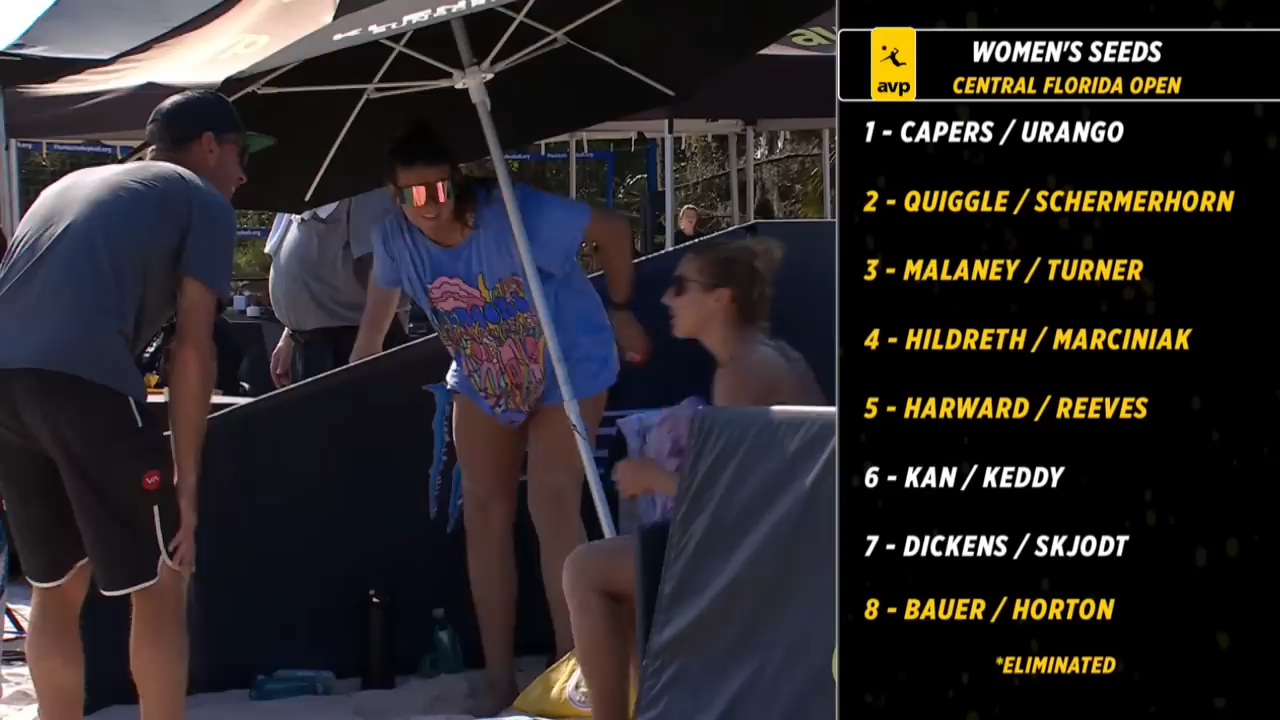 avp
WOMEN'S SEEDS
CENTRAL FLORIDA OPEN
1 - CAPERS / URANGO
2 - QUIGGLE / SCHERMERHORN
3 - MALANEY / TURNER
4 - HILDRETH / MARCINIAK
5 - HARWARD / REEVES
6 - KAN / KEDDY
7 - DICKENS / SKJODT
8 - BAUER / HORTON
*ELIMINATED